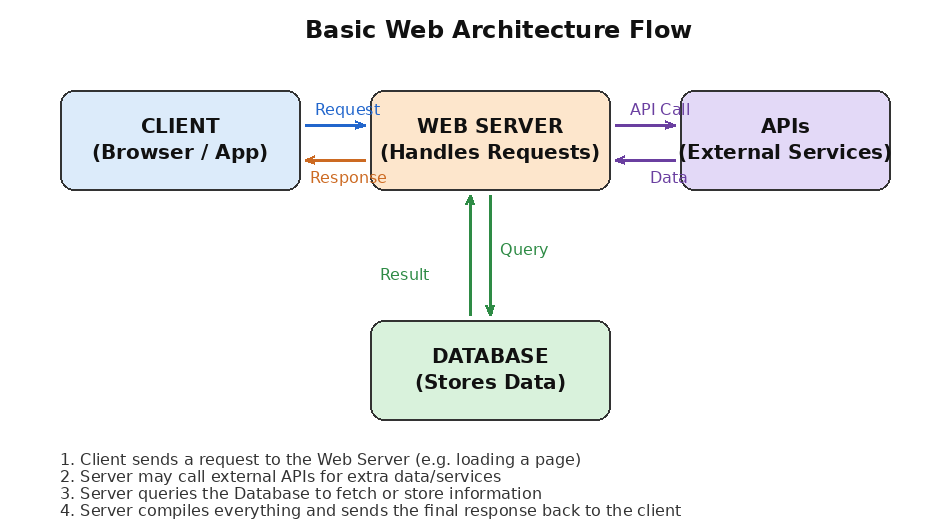 Basic Web Architecture Flow
Request
API Call
CLIENT
(Browser / App)
WEB SERVER
(Handles Requests)
APIs
(External Services)
Response
Data
Query
Result
DATABASE
(Stores Data)
1. Client sends a request to the Web Server (e.g. loading a page)
2. Server may call external APIs for extra data/services
3. Server queries the Database to fetch or store information
4. Server compiles everything and sends the final response back to the client